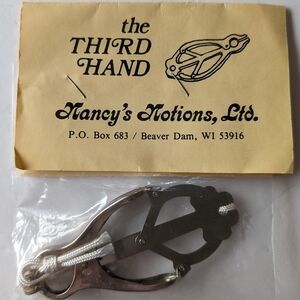 the
THIRD
HAND
Nancy's Notions, Ltd.
P.O. Box 683 / Beaver Dam, WI 53916